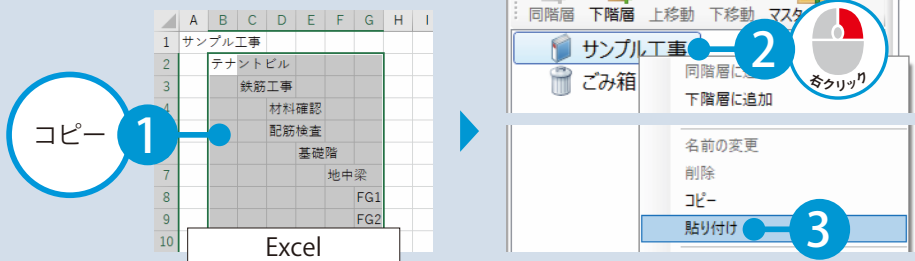 コピー
1
A B C D E F G H I
1 サンプル工事
2 テナントビル
3 鉄筋工事
4 材料確認
配筋検査
基礎階
7 地中梁
8 FG1
9 FG2
10
Excel
同階層 下階層 上移動 下移動 マスタ
サンプル工事
2
右クリック
ごみ箱
同階層に追
下階層に追加
名前の変更
削除
コピー
貼り付け
3